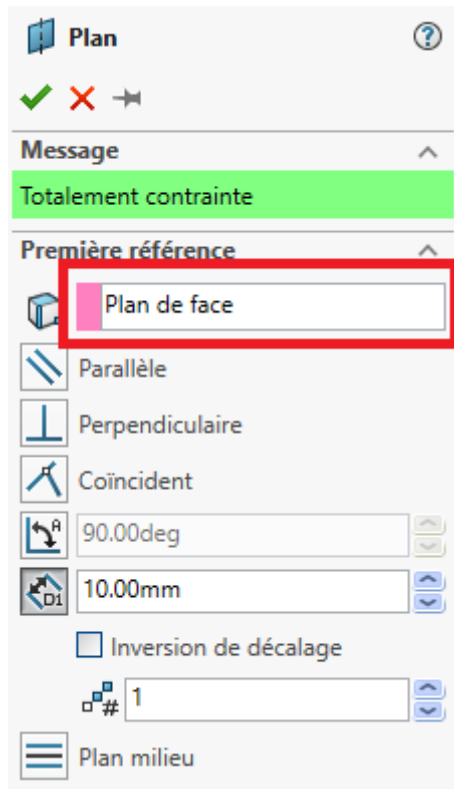 Plan
Message
Totalement contrainte
Première référence
Plan de face
Parallèle
Perpendiculaire
Coïncident
A
90.00deg
D1
10.00mm
Inversion de décalage
# 1
Plan milieu